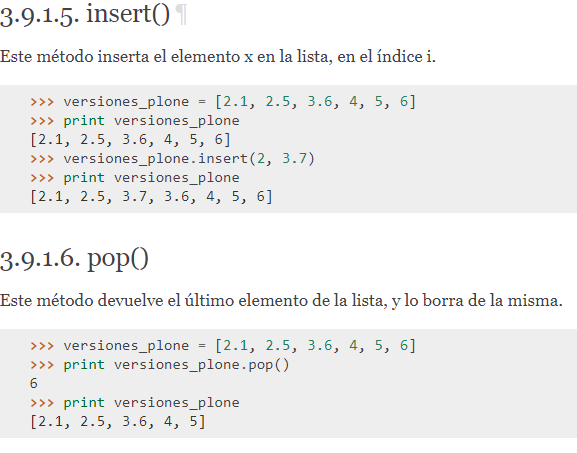 3.9.1.5. insert() ¶
Este método inserta el elemento x en la lista, en el índice i.
>>> versiones_plone = [2.1, 2.5, 3.6, 4, 5, 6]
>>> print versiones_plone
[2.1, 2.5, 3.6, 4, 5, 6]
>>> versiones_plone.insert(2, 3.7)
>>> print versiones_plone
[2.1, 2.5, 3.7, 3.6, 4, 5, 6]
3.9.1.6. pop()
Este método devuelve el último elemento de la lista, y lo borra de la misma.
>>> versiones_plone = [2.1, 2.5, 3.6, 4, 5, 6]
>>> print versiones_plone.pop()
6
>>> print versiones_plone
[2.1, 2.5, 3.6, 4, 5]